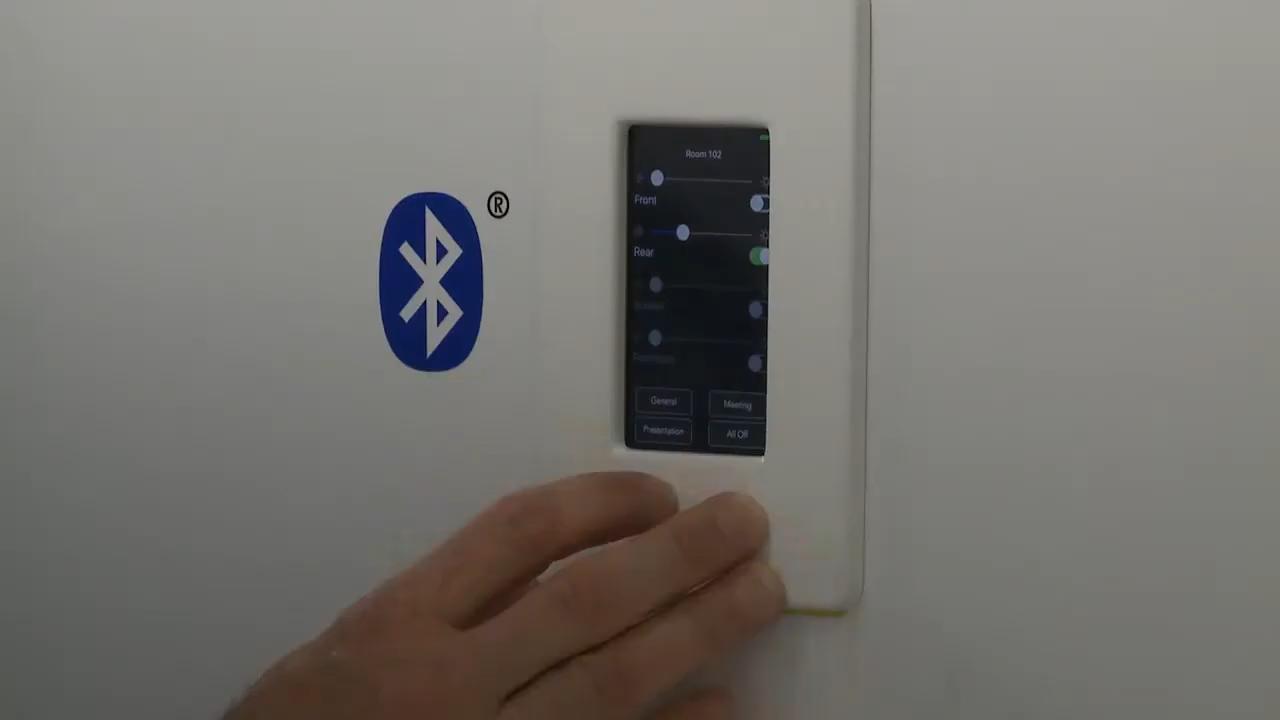 ®
Room 102
Front
Rear
General
Meeting
Presentation
All Off